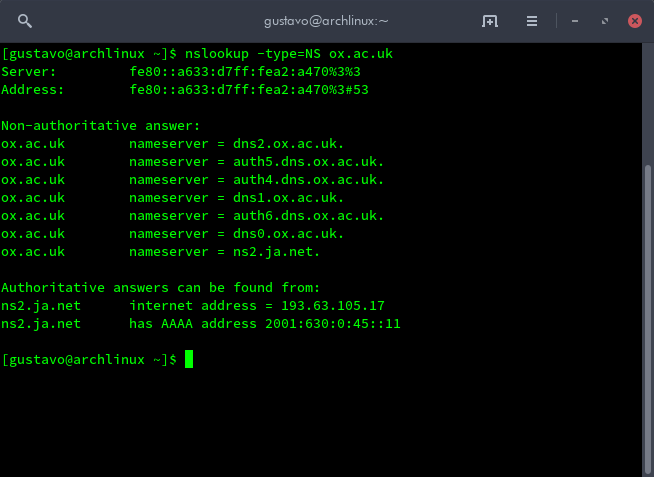 gustavo@archlinux:~
[gustavo@archlinux ~]$ nslookup -type=NS ox.ac.uk
Server:         fe80::a633:d7ff:fea2:a470%3%3
Address:        fe80::a633:d7ff:fea2:a470%3#53
Non-authoritative answer:
ox.ac.uk        nameserver = dns2.ox.ac.uk.
ox.ac.uk        nameserver = auth5.dns.ox.ac.uk.
ox.ac.uk        nameserver = auth4.dns.ox.ac.uk.
ox.ac.uk        nameserver = dns1.ox.ac.uk.
ox.ac.uk        nameserver = auth6.dns.ox.ac.uk.
ox.ac.uk        nameserver = dns0.ox.ac.uk.
ox.ac.uk        nameserver = ns2.ja.net.
Authoritative answers can be found from:
ns2.ja.net      internet address = 193.63.105.17
ns2.ja.net      has AAAA address 2001:630:0:45::11
[gustavo@archlinux ~]$